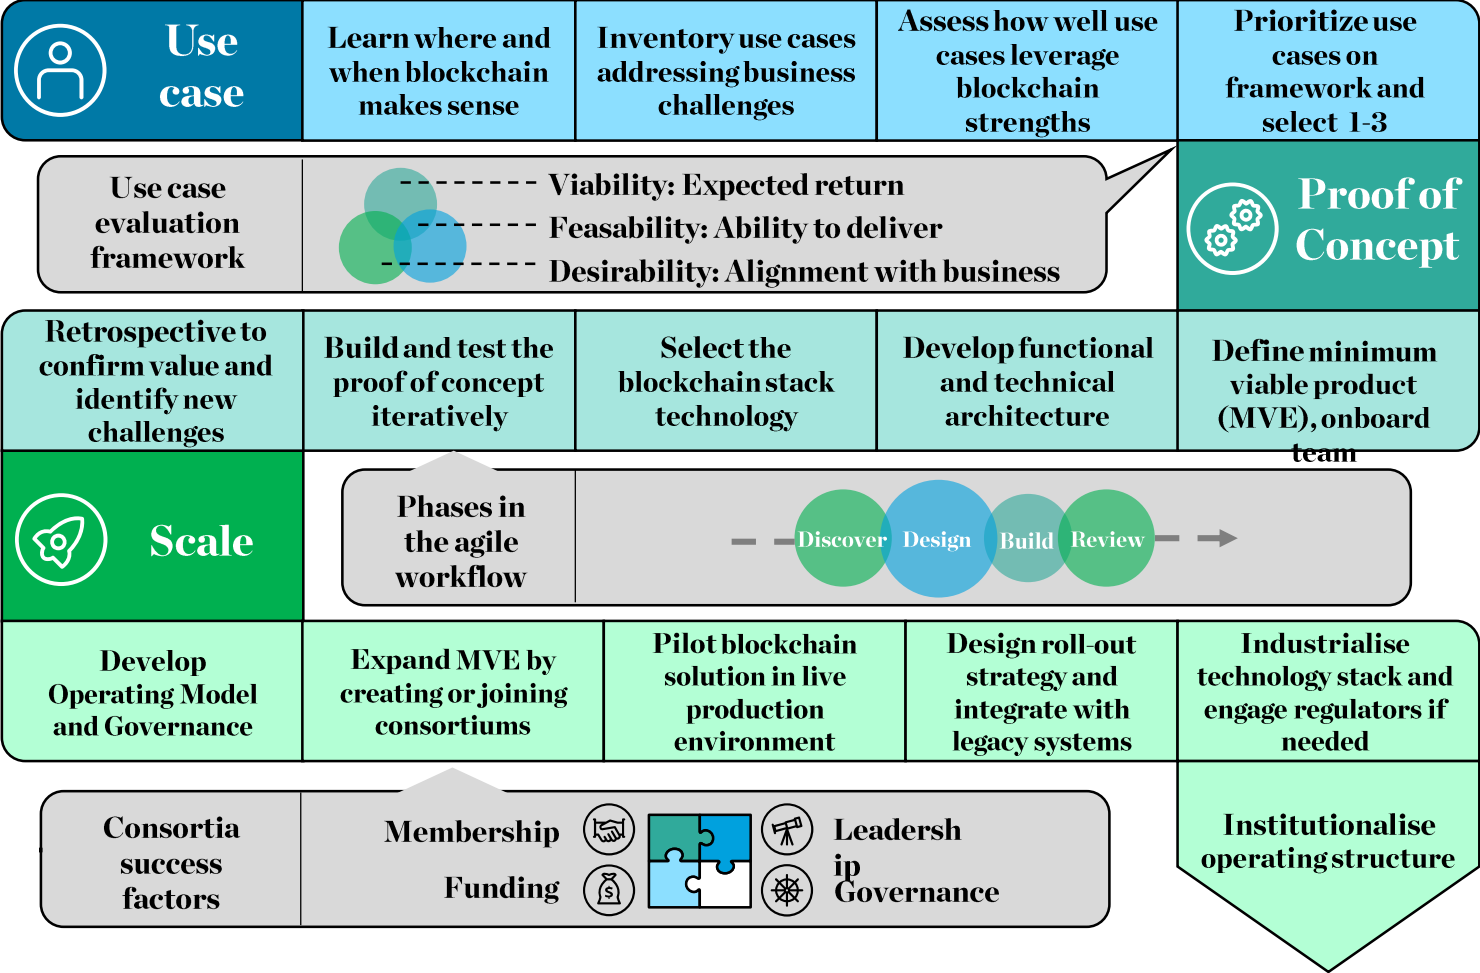 Use
case
Learn where and
when blockchain
makes sense
Inventory use cases
addressing business
challenges
Assess how well use
cases leverage
blockchain
strengths
Prioritize use
cases on
framework and
select 1-3
Use case
evaluation
framework
Viability: Expected return
Feasability: Ability to deliver
Desirability: Alignment with business
Proof of
Concept
Retrospective to
confirm value and
identify new
challenges
Build and test the
proof of concept
iteratively
Select the
blockchain stack
technology
Develop functional
and technical
architecture
Define minimum
viable product
(MVE), onboard
team
Scale
Phases in
the agile
workflow
Discover
Design
Build
Review
Develop
Operating Model
and Governance
Expand MVE by
creating or joining
consortiums
Pilot blockchain
solution in live
production
environment
Design roll-out
strategy and
integrate with
legacy systems
Industrialise
technology stack and
engage regulators if
needed
Consortia
success
factors
Membership
Funding
$
Leadersh
ip
Governance
Institutionalise
operating structure